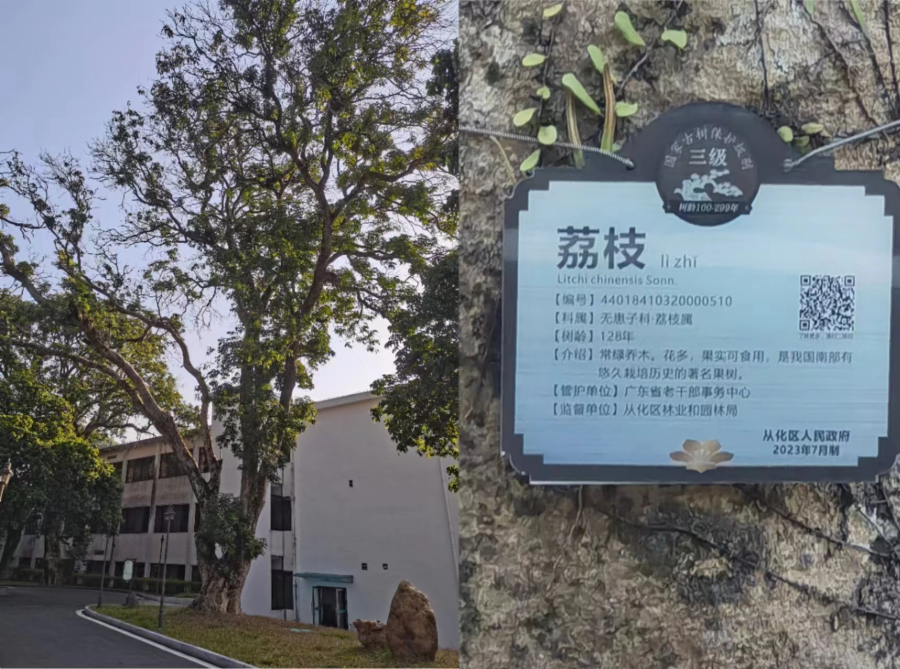 国家古树保护级别
三级
树龄100-299年
荔枝 lì zhī
Litchi chinensis Sonn.
【编号】44018410320000510
【科属】无患子科·荔枝属
【树龄】128年
【介绍】常绿乔木。花多，果实可食用，是我国南部有
悠久栽培历史的著名果树。
【管护单位】广东省老干部事务中心
【监督单位】从化区林业和园林局
从化区人民政府
2023年7月制